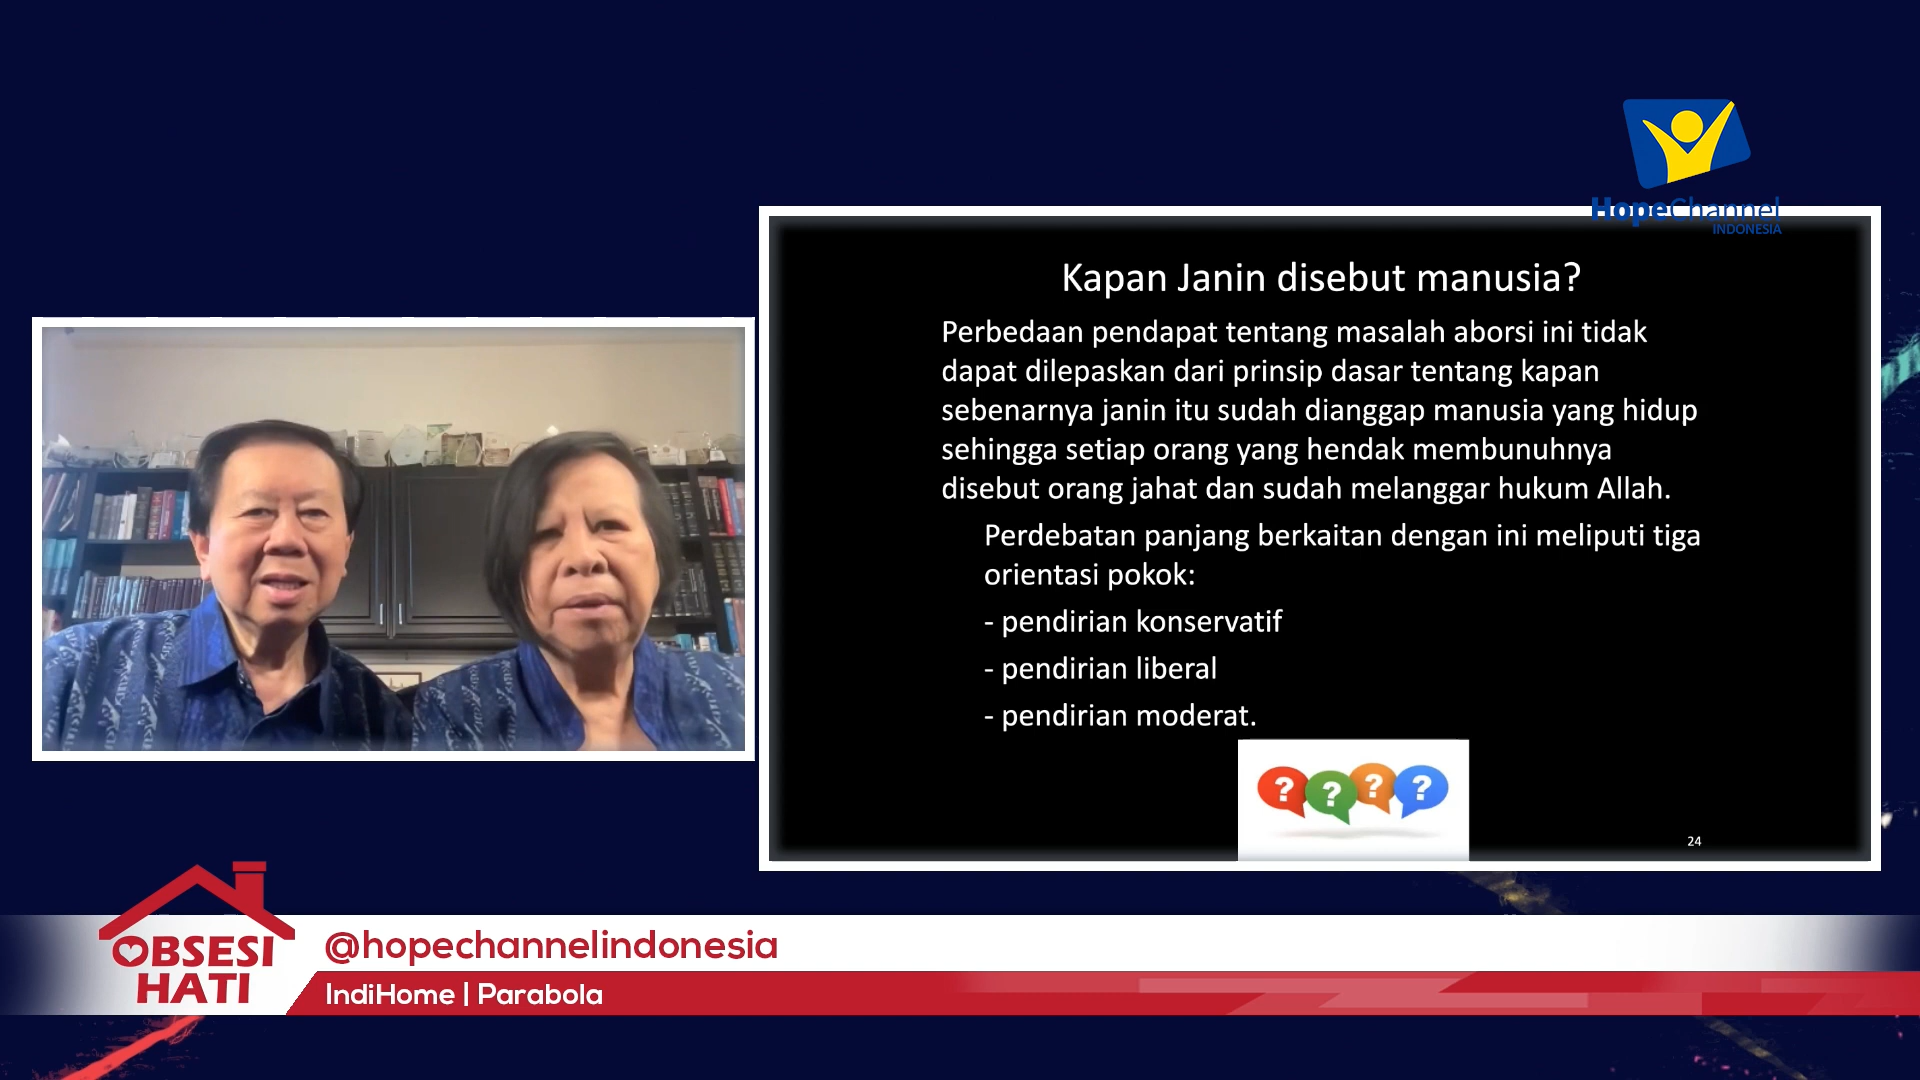 HopeChannel
INDONESIA
Kapan Janin disebut manusia?
Perbedaan pendapat tentang masalah aborsi ini tidak
dapat dilepaskan dari prinsip dasar tentang kapan
sebenarnya janin itu sudah dianggap manusia yang hidup
sehingga setiap orang yang hendak membunuhnya
disebut orang jahat dan sudah melanggar hukum Allah.
Perdebatan panjang berkaitan dengan ini meliputi tiga
orientasi pokok:
- pendirian konservatif
- pendirian liberal
- pendirian moderat.
? ? ? ?
24
OBSESI
HATI
@hopechannelindonesia
IndiHome | Parabola